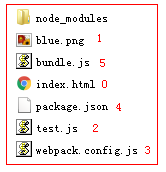 node_modules
blue.png 1
bundle.js 5
index.html 0
package.json 4
test.js 2
webpack.config.js 3